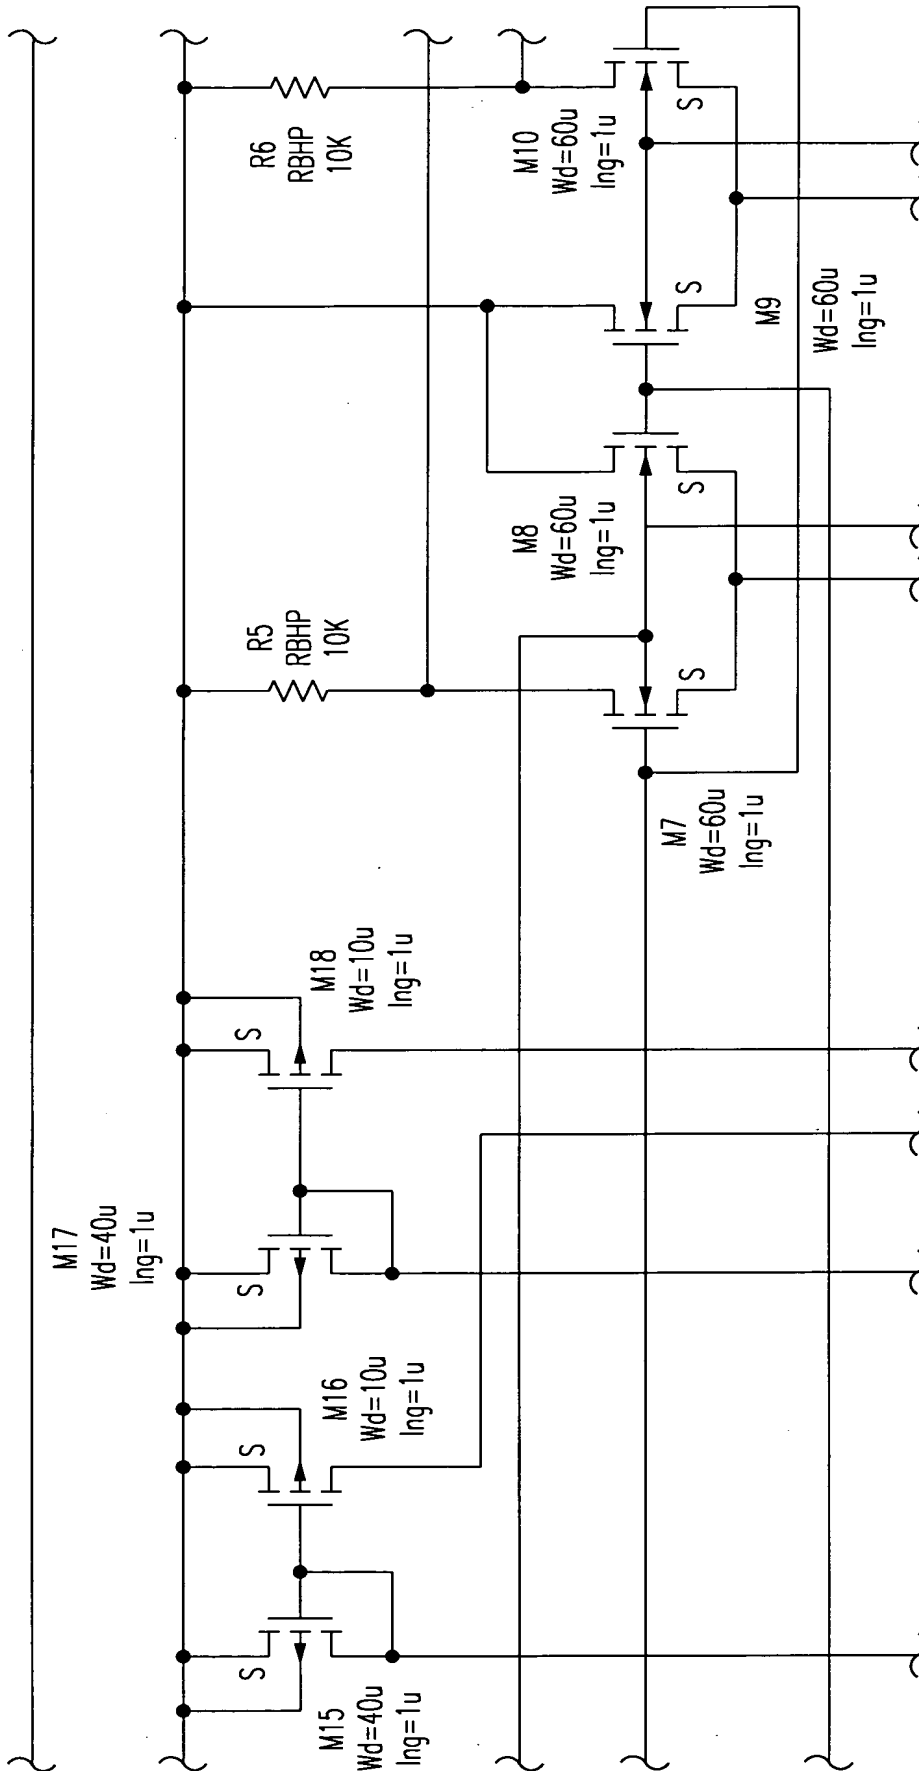 R6
RBHP
10K
M10
Wd=60u
lng=1u
S
S
M9
Wd=60u
lng=1u
M8
Wd=60u
lng=1u
S
R5
RBHP
10K
S
M7
Wd=60u
lng=1u
M18
Wd=10u
lng=1u
S
M17
Wd=40u
lng=1u
S
M16
Wd=10u
lng=1u
S
M15
Wd=40u
lng=1u
S